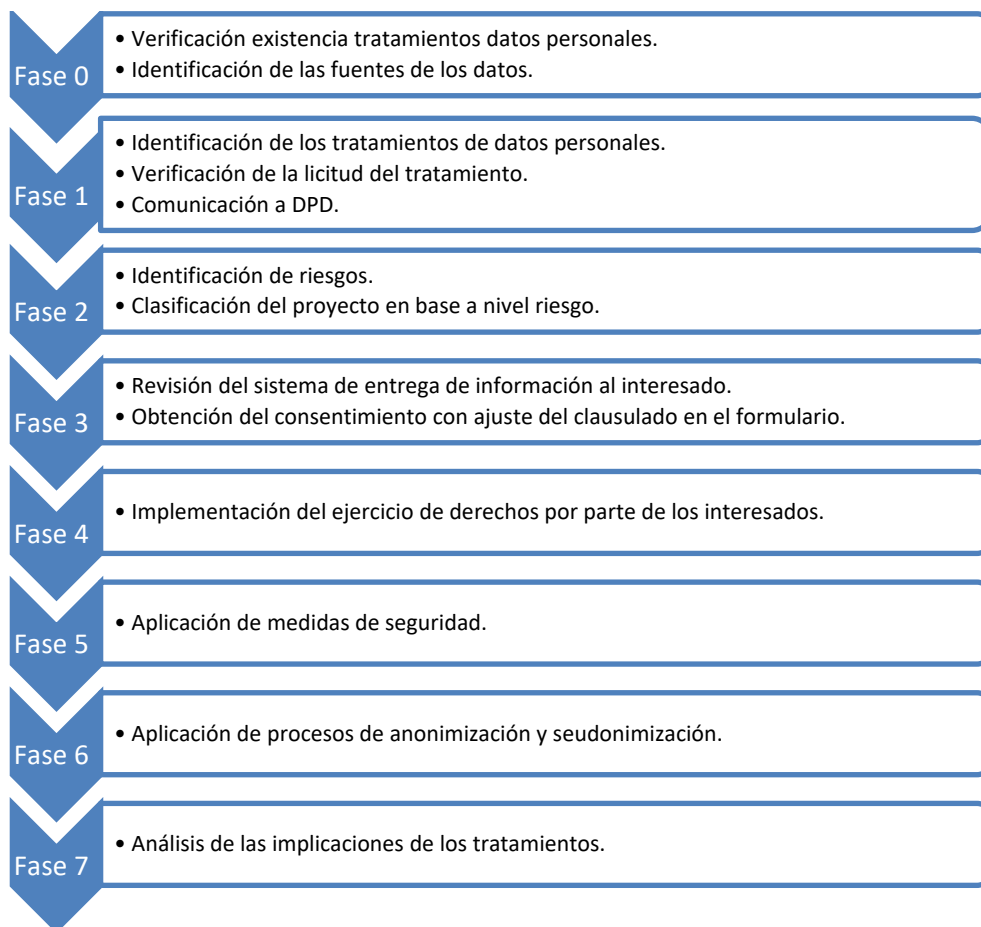 Fase 0
• Verificación existencia tratamientos datos personales.
• Identificación de las fuentes de los datos.
Fase 1
• Identificación de los tratamientos de datos personales.
• Verificación de la licitud del tratamiento.
• Comunicación a DPD.
Fase 2
• Identificación de riesgos.
• Clasificación del proyecto en base a nivel riesgo.
Fase 3
• Revisión del sistema de entrega de información al interesado.
• Obtención del consentimiento con ajuste del clausulado en el formulario.
Fase 4
• Implementación del ejercicio de derechos por parte de los interesados.
Fase 5
• Aplicación de medidas de seguridad.
Fase 6
• Aplicación de procesos de anonimización y seudonimización.
Fase 7
• Análisis de las implicaciones de los tratamientos.